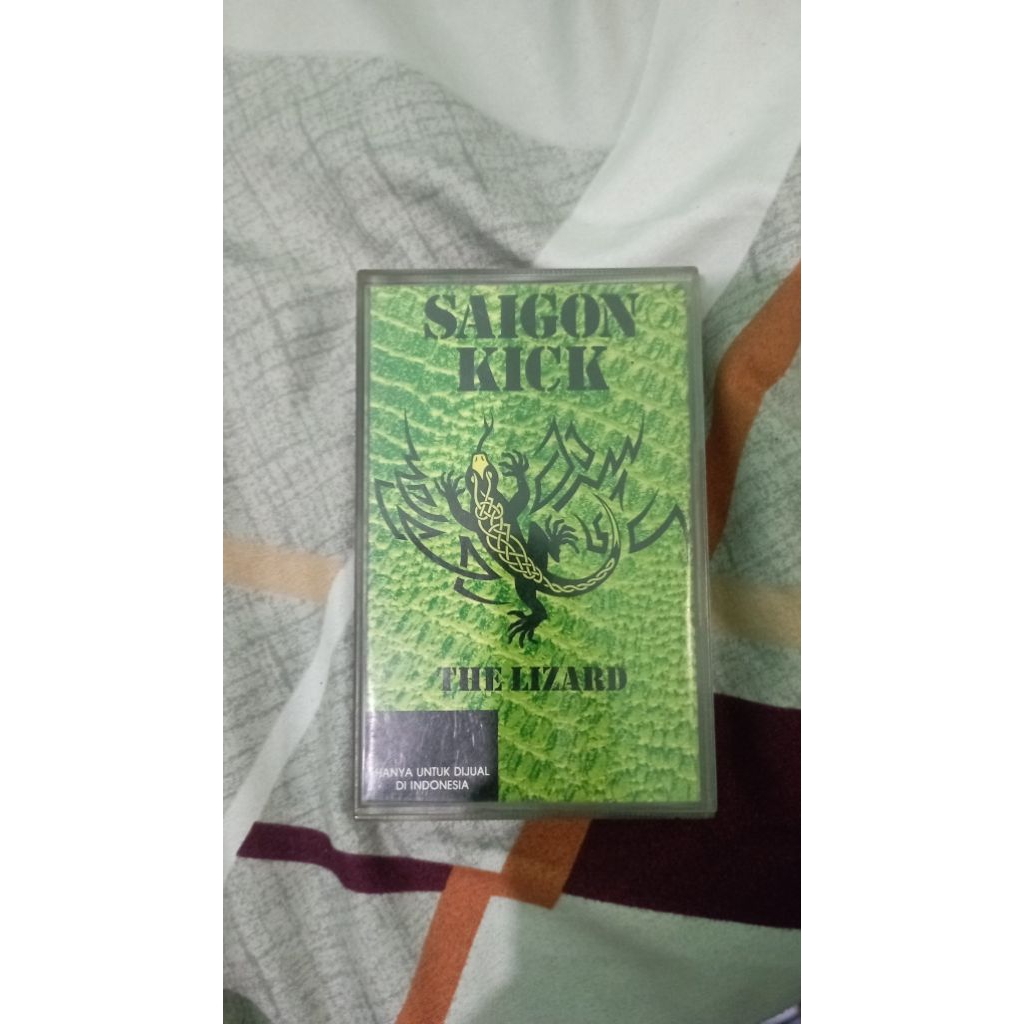 SAIGON
KICK
THE LIZARD
HANYA UNTUK DIJUAL
DI INDONESIA